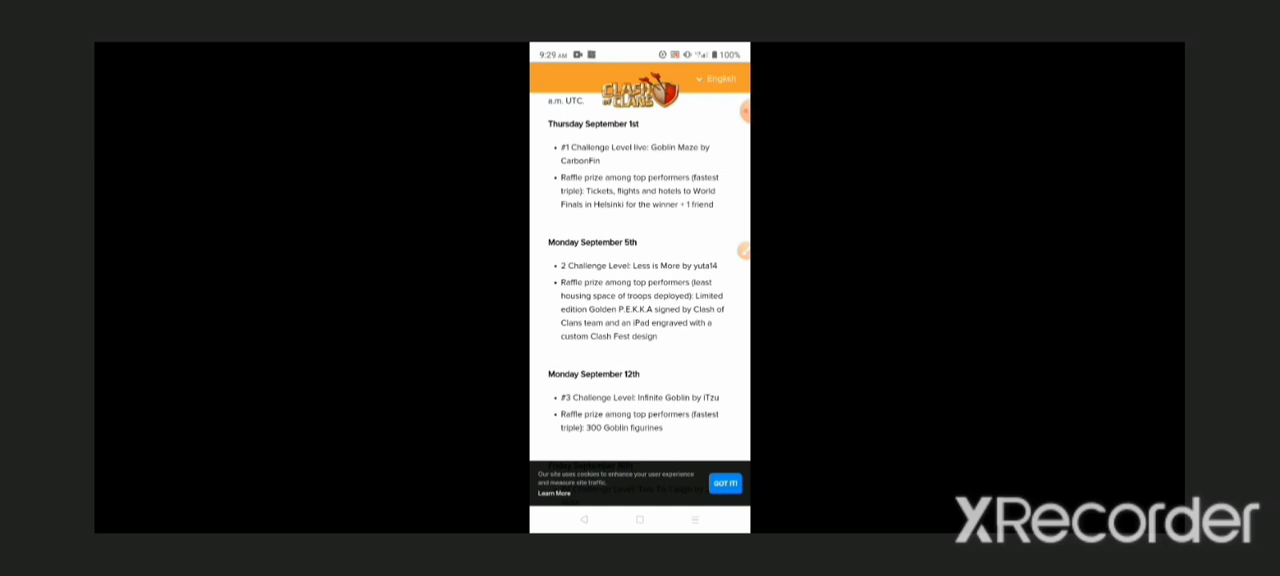 9:29 AM
100%
CLASH
OF CLANS
English
a.m. UTC.
Thursday September 1st
• #1 Challenge Level live: Goblin Maze by
CarbonFin
• Raffle prize among top performers (fastest
triple): Tickets, flights and hotels to World
Finals in Helsinki for the winner + 1 friend
Monday September 5th
• 2 Challenge Level: Less is More by yuta14
• Raffle prize among top performers (least
housing space of troops deployed): Limited
edition Golden P.E.K.K.A signed by Clash of
Clans team and an iPad engraved with a
custom Clash Fest design
Monday September 12th
• #3 Challenge Level: Infinite Goblin by iTzu
• Raffle prize among top performers (fastest
triple): 300 Goblin figurines
Our site uses cookies to enhance your user experience
and measure site traffic.
Learn More
GOT IT!
XRecorder